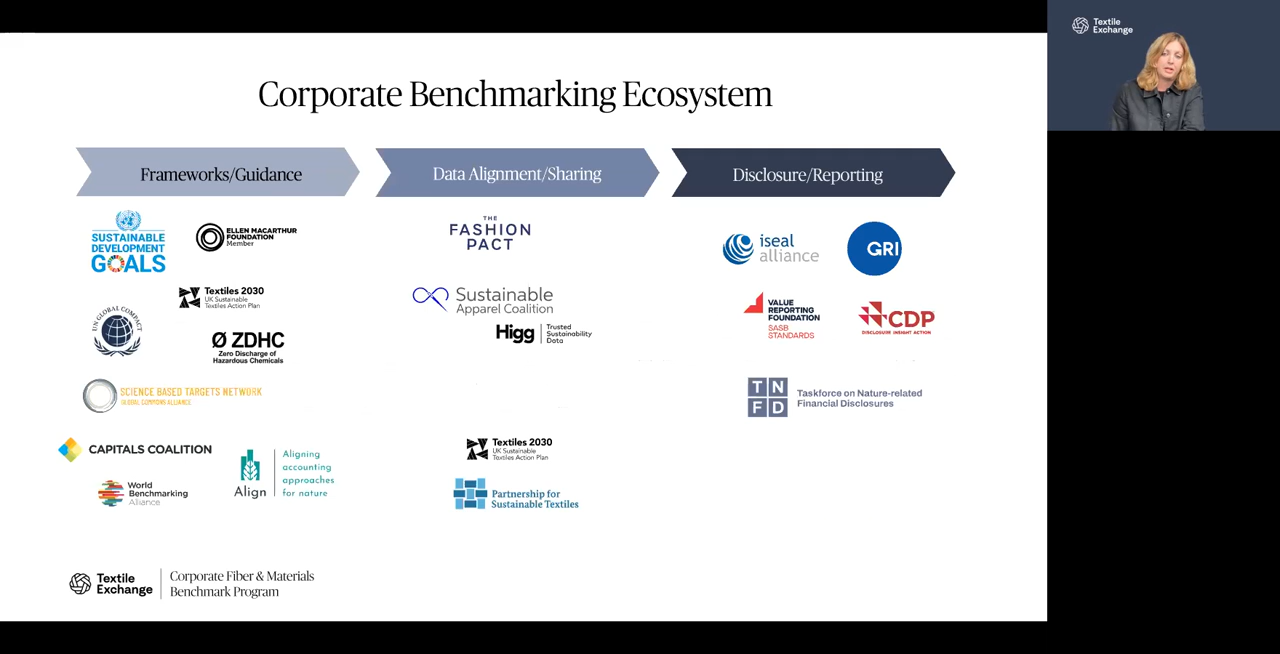 Textile
Exchange
Corporate Benchmarking Ecosystem
Frameworks/Guidance
Data Alignment/Sharing
Disclosure/Reporting
SUSTAINABLE
DEVELOPMENT
GOALS
ELLEN MACARTHUR
FOUNDATION
Member
Textiles 2030
UK Sustainable
Textiles Action Plan
UN GLOBAL COMPACT
Ø ZDHC
Zero Discharge of
Hazardous Chemicals
SCIENCE BASED TARGETS NETWORK
GLOBAL COMMONS ALLIANCE
CAPITALS COALITION
World
Benchmarking
Alliance
Align
Aligning
accounting
approaches
for nature
THE
FASHION
PACT
Sustainable
Apparel Coalition
Higg
Trusted
Sustainability
Data
Textiles 2030
UK Sustainable
Textiles Action Plan
Partnership for
Sustainable Textiles
iseal
alliance
GRI
VALUE
REPORTING
FOUNDATION
SASB
STANDARDS
CDP
DISCLOSURE INSIGHT ACTION
TN
FD
Taskforce on Nature-related
Financial Disclosures
Textile
Exchange
Corporate Fiber & Materials
Benchmark Program